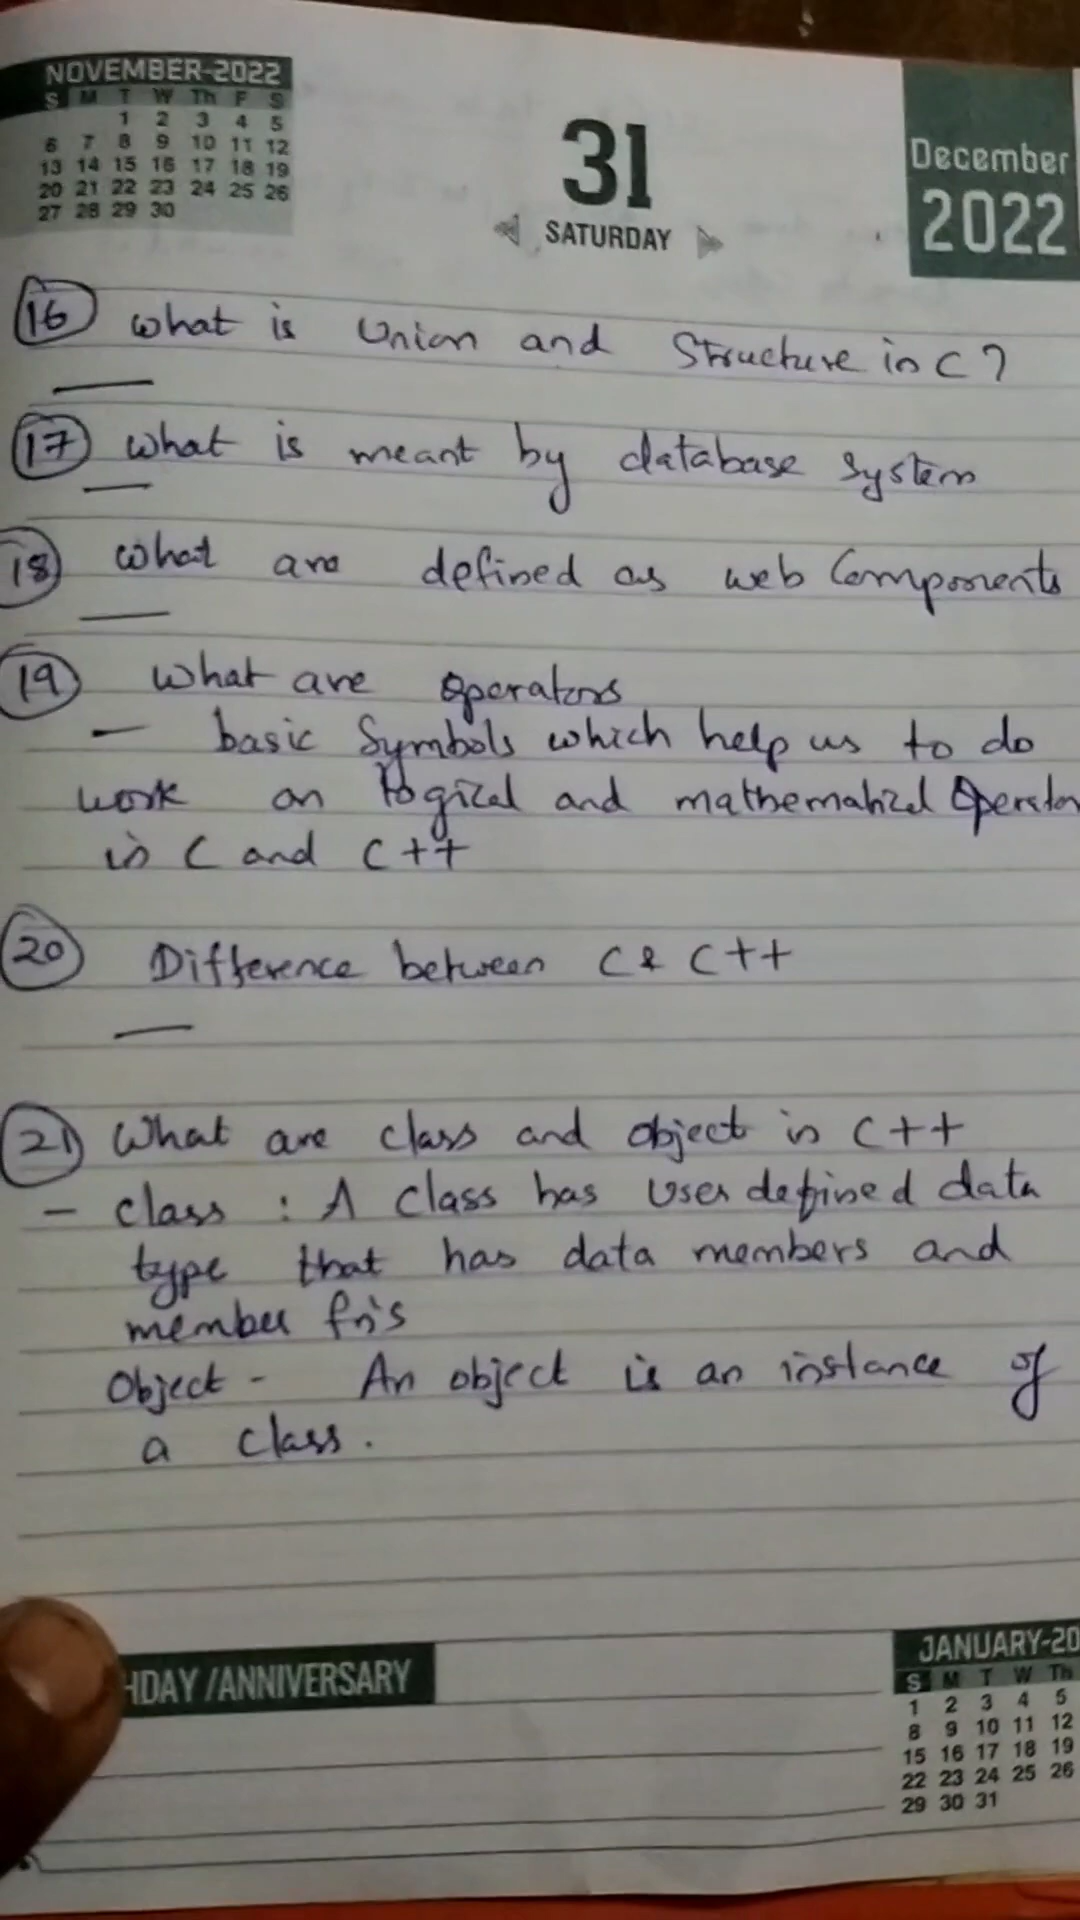 NOVEMBER-2022
S M T W Th F S
1 2 3 4 5
6 7 8 9 10 11 12
13 14 15 16 17 18 19
20 21 22 23 24 25 26
27 28 29 30
31
SATURDAY
December
2022
16 What is Union and Structure in C?
17 What is meant by database system
18 What are defined as web Components
19 What are operators
- basic symbols which help us to do
work on logical and mathematical Operator
in C and C++
20 Difference between C & C++
21 What are class and object in C++
- class : A class has user defined data
type that has data members and
member fn's
Object - An object is an instance of
a class.
HDAY /ANNIVERSARY
JANUARY-20
S M T W Th
1 2 3 4 5
8 9 10 11 12
15 16 17 18 19
22 23 24 25 26
29 30 31